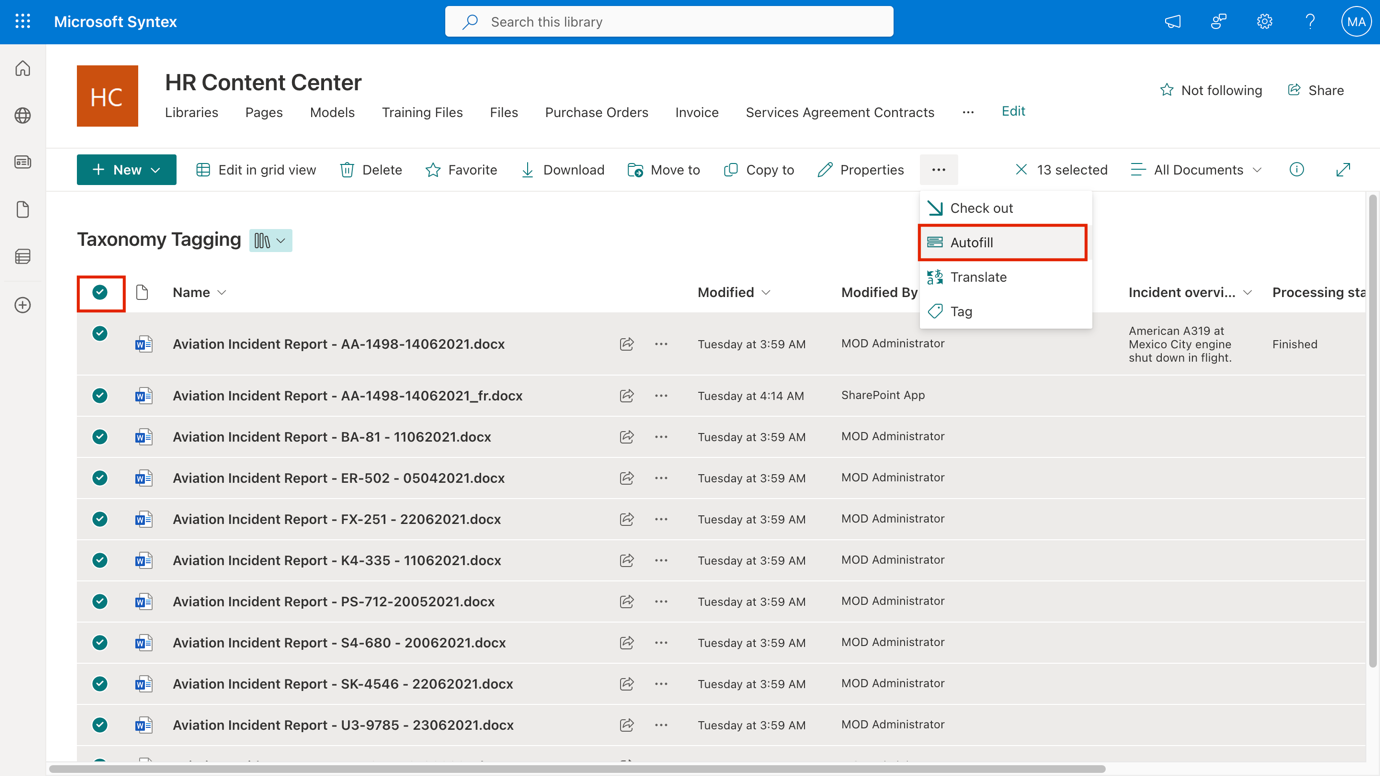 Microsoft Syntex
Search this library
MA
HC
HR Content Center
Libraries Pages Models Training Files Files Purchase Orders Invoice Services Agreement Contracts ... Edit
Not following Share
+ New Edit in grid view Delete Favorite Download Move to Copy to Properties ... 13 selected All Documents
Check out
Autofill
Translate
Tag
Taxonomy Tagging
Name Modified Modified By Incident overvi... Processing sta
Aviation Incident Report - AA-1498-14062021.docx Tuesday at 3:59 AM MOD Administrator American A319 at
Mexico City engine
shut down in flight. Finished
Aviation Incident Report - AA-1498-14062021_fr.docx Tuesday at 4:14 AM SharePoint App
Aviation Incident Report - BA-81 - 11062021.docx Tuesday at 3:59 AM MOD Administrator
Aviation Incident Report - ER-502 - 05042021.docx Tuesday at 3:59 AM MOD Administrator
Aviation Incident Report - FX-251 - 22062021.docx Tuesday at 3:59 AM MOD Administrator
Aviation Incident Report - K4-335 - 11062021.docx Tuesday at 3:59 AM MOD Administrator
Aviation Incident Report - PS-712-20052021.docx Tuesday at 3:59 AM MOD Administrator
Aviation Incident Report - S4-680 - 20062021.docx Tuesday at 3:59 AM MOD Administrator
Aviation Incident Report - SK-4546 - 22062021.docx Tuesday at 3:59 AM MOD Administrator
Aviation Incident Report - U3-9785 - 23062021.docx Tuesday at 3:59 AM MOD Administrator